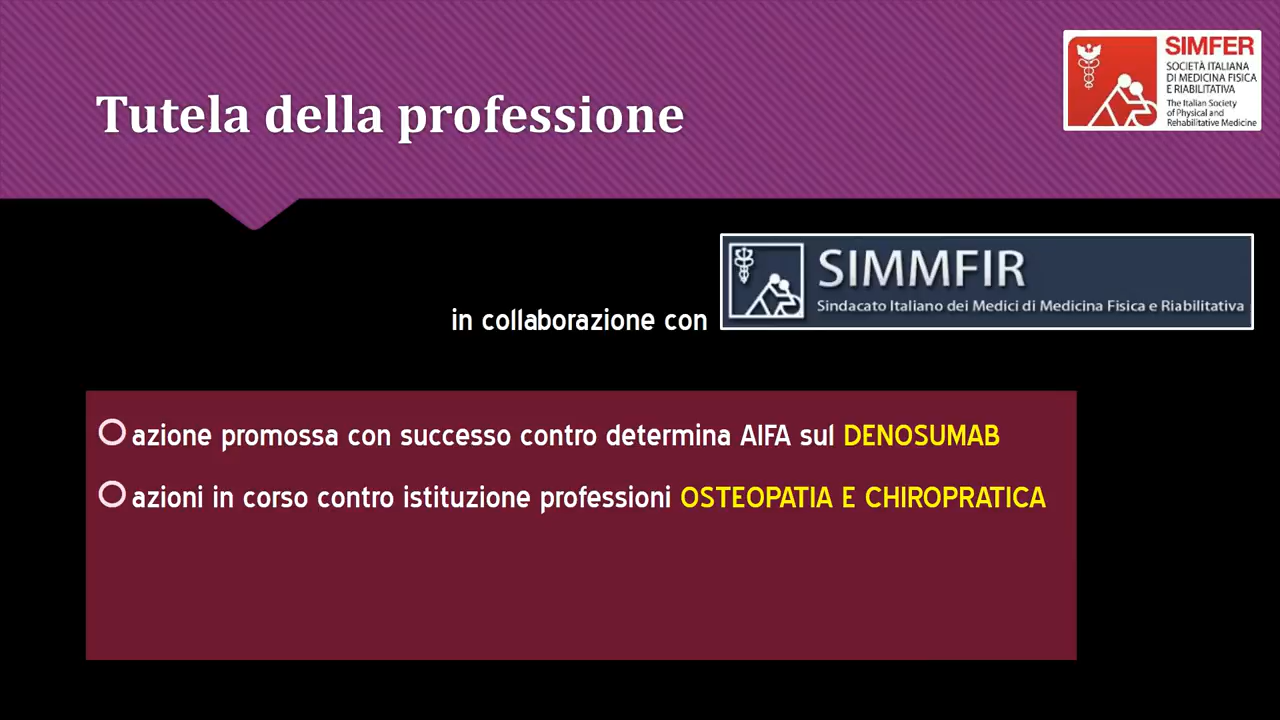 Tutela della professione
SIMFER
SOCIETÀ ITALIANA
DI MEDICINA FISICA
E RIABILITATIVA
The Italian Society
of Physical and
Rehabilitative Medicine
SIMMFIR
Sindacato Italiano dei Medici di Medicina Fisica e Riabilitativa
in collaborazione con
azione promossa con successo contro determina AIFA sul DENOSUMAB
azioni in corso contro istituzione professioni OSTEOPATIA E CHIROPRATICA